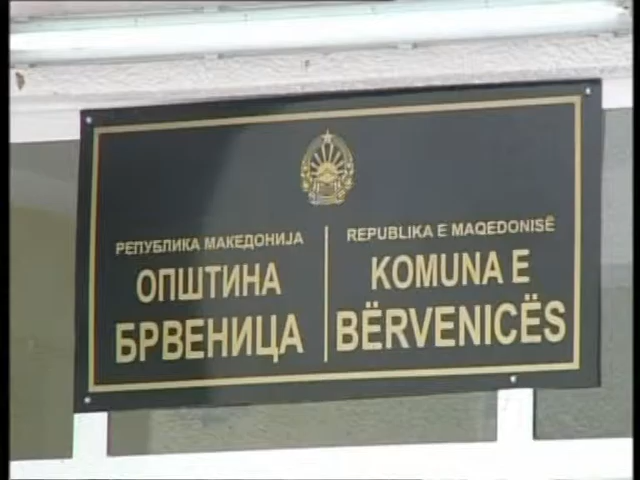 РЕПУБЛИКА МАКЕДОНИЈА
ОПШТИНА
БРВЕНИЦА
REPUBLIKA E MAQEDONISË
KOMUNA E
BËRVENICËS